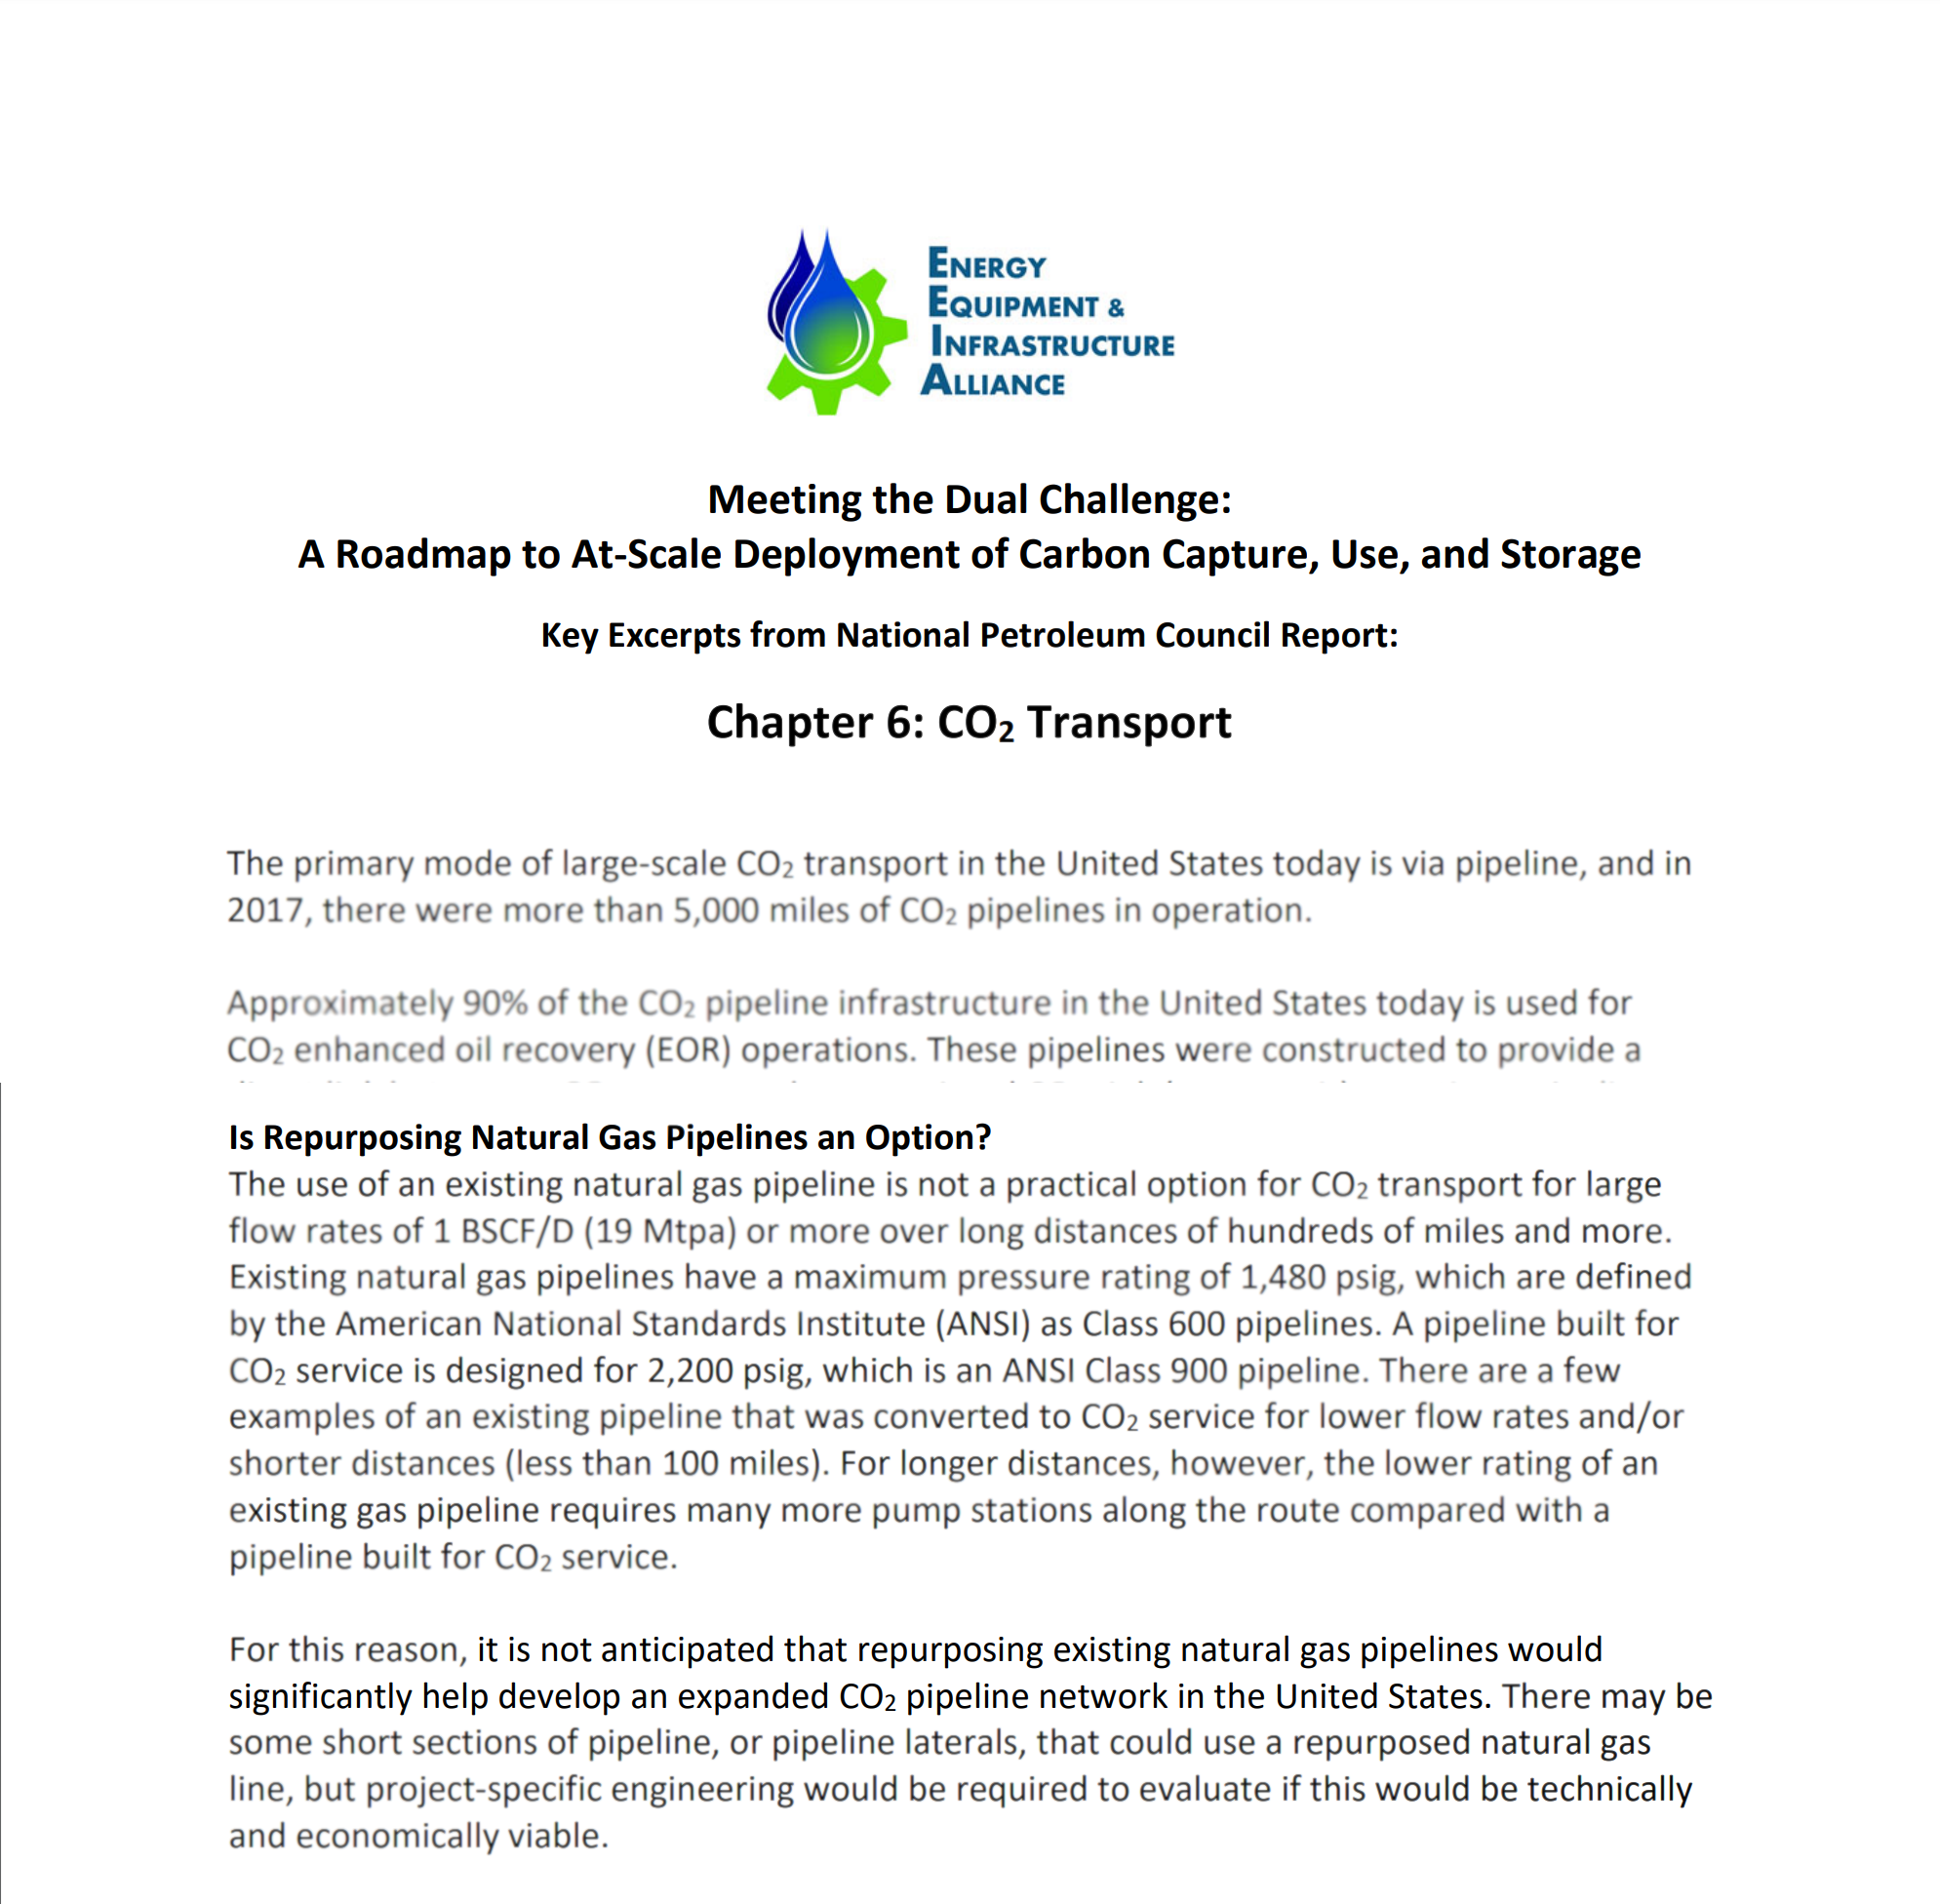 ENERGY
EQUIPMENT &
INFRASTRUCTURE
ALLIANCE
Meeting the Dual Challenge:
A Roadmap to At-Scale Deployment of Carbon Capture, Use, and Storage
Key Excerpts from National Petroleum Council Report:
Chapter 6: CO₂ Transport
The primary mode of large-scale CO₂ transport in the United States today is via pipeline, and in
2017, there were more than 5,000 miles of CO₂ pipelines in operation.
Approximately 90% of the CO₂ pipeline infrastructure in the United States today is used for
CO₂ enhanced oil recovery (EOR) operations. These pipelines were constructed to provide a
Is Repurposing Natural Gas Pipelines an Option?
The use of an existing natural gas pipeline is not a practical option for CO₂ transport for large
flow rates of 1 BSCF/D (19 Mtpa) or more over long distances of hundreds of miles and more.
Existing natural gas pipelines have a maximum pressure rating of 1,480 psig, which are defined
by the American National Standards Institute (ANSI) as Class 600 pipelines. A pipeline built for
CO₂ service is designed for 2,200 psig, which is an ANSI Class 900 pipeline. There are a few
examples of an existing pipeline that was converted to CO₂ service for lower flow rates and/or
shorter distances (less than 100 miles). For longer distances, however, the lower rating of an
existing gas pipeline requires many more pump stations along the route compared with a
pipeline built for CO₂ service.
For this reason, it is not anticipated that repurposing existing natural gas pipelines would
significantly help develop an expanded CO₂ pipeline network in the United States. There may be
some short sections of pipeline, or pipeline laterals, that could use a repurposed natural gas
line, but project-specific engineering would be required to evaluate if this would be technically
and economically viable.